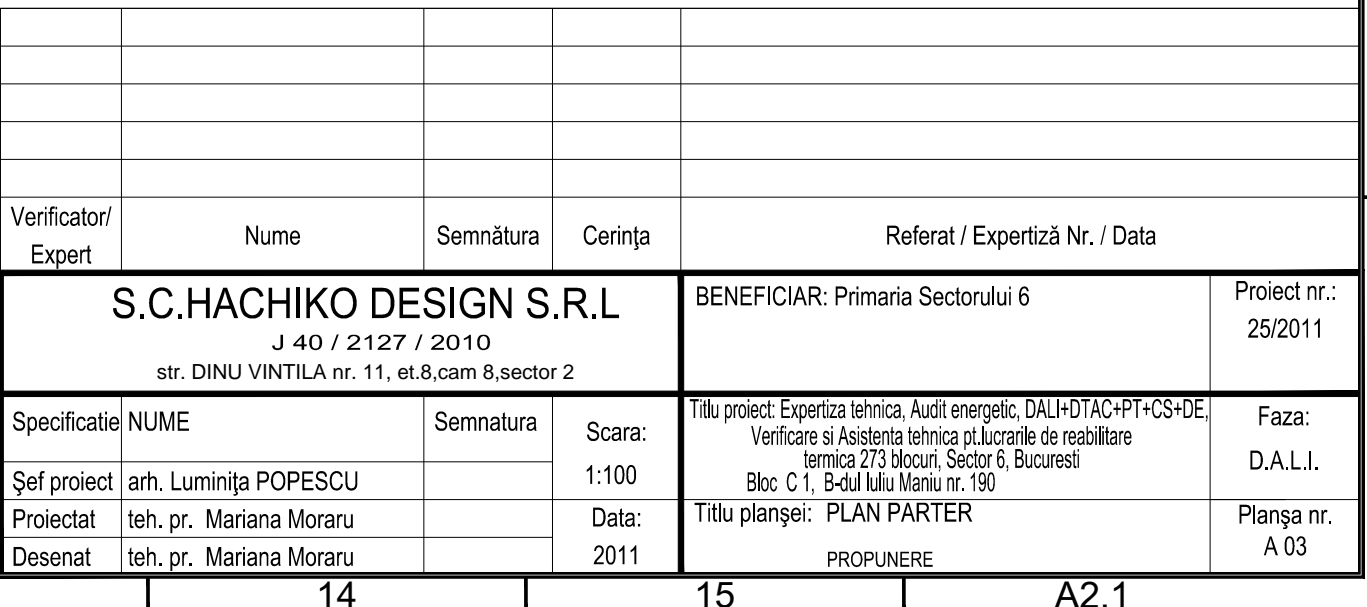 Verificator/
Expert
Nume
Semnătura
Cerinţa
Referat / Expertiză Nr. / Data
S.C.HACHIKO DESIGN S.R.L
J 40 / 2127 / 2010
str. DINU VINTILA nr. 11, et.8,cam 8,sector 2
BENEFICIAR: Primaria Sectorului 6
Proiect nr.:
25/2011
Specificatie
NUME
Semnatura
Scara:
1:100
Titlu proiect: Expertiza tehnica, Audit energetic, DALI+DTAC+PT+CS+DE,
Verificare si Asistenta tehnica pt.lucrarile de reabilitare
termica 273 blocuri, Sector 6, Bucuresti
Bloc C 1, B-dul Iuliu Maniu nr. 190
Faza:
D.A.L.I.
Şef proiect
arh. Luminiţa POPESCU
Proiectat
teh. pr. Mariana Moraru
Data:
2011
Titlu planşei: PLAN PARTER
PROPUNERE
Planşa nr.
A 03
Desenat
teh. pr. Mariana Moraru
14
15
A2.1